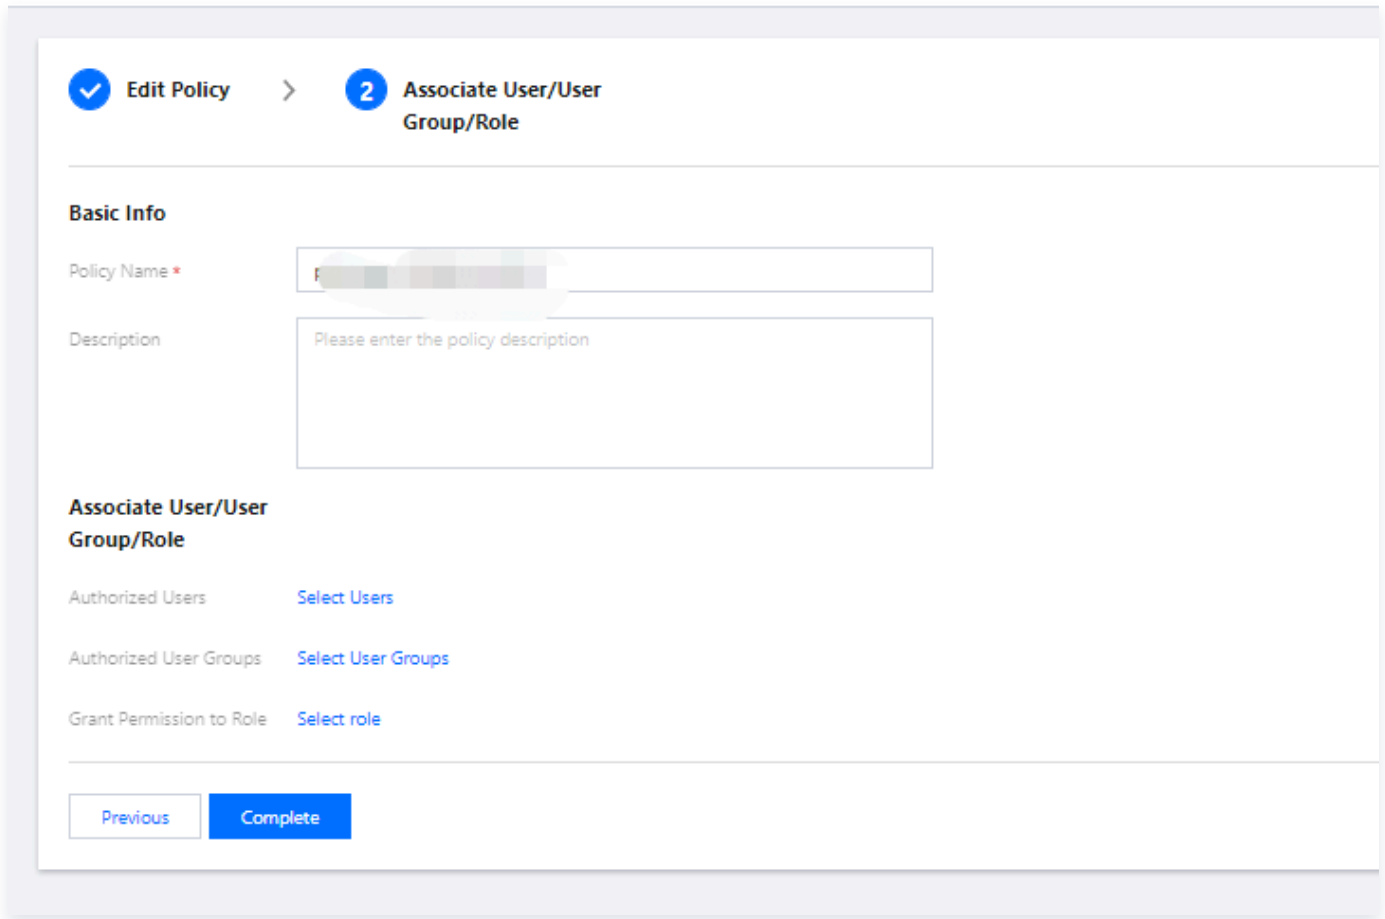 Edit Policy
2
Associate User/User
Group/Role
Basic Info
Policy Name *
Description
Please enter the policy description
Associate User/User
Group/Role
Authorized Users
Select Users
Authorized User Groups
Select User Groups
Grant Permission to Role
Select role
Previous
Complete